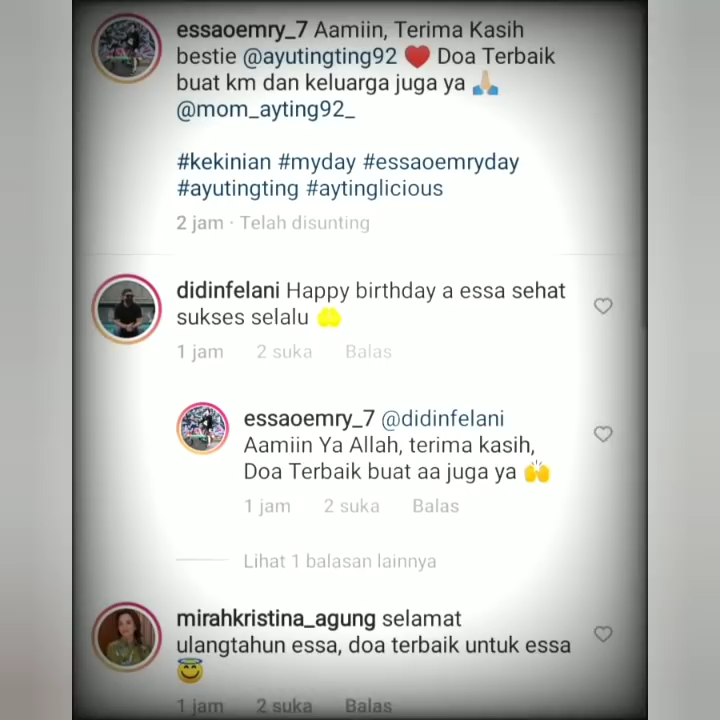 essaoemry_7 Aamiin, Terima Kasih
bestie @ayutingting92 ❤️ Doa Terbaik
buat km dan keluarga juga ya 🙏🏼
@mom_ayting92_
#kekinian #myday #essaoemryday
#ayutingting #aytinglicious
2 jam · Telah disunting
didinfelani Happy birthday a essa sehat
sukses selalu 🤲
1 jam 2 suka Balas
essaoemry_7 @didinfelani
Aamiin Ya Allah, terima kasih,
Doa Terbaik buat aa juga ya 🙌
1 jam 2 suka Balas
Lihat 1 balasan lainnya
mirahkristina_agung selamat
ulangtahun essa, doa terbaik untuk essa
😇
1 jam 2 suka Balas